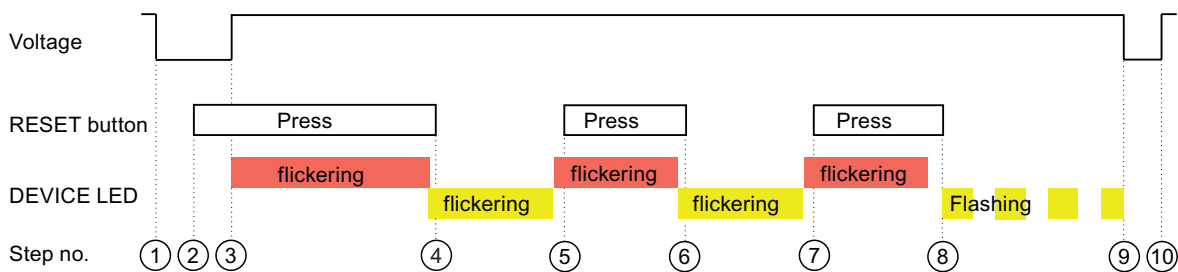 Voltage
RESET button Press Press Press
flickering flickering flickering
DEVICE LED flickering flickering Flashing
Step no. 1 2 3 4 5 6 7 8 9 10